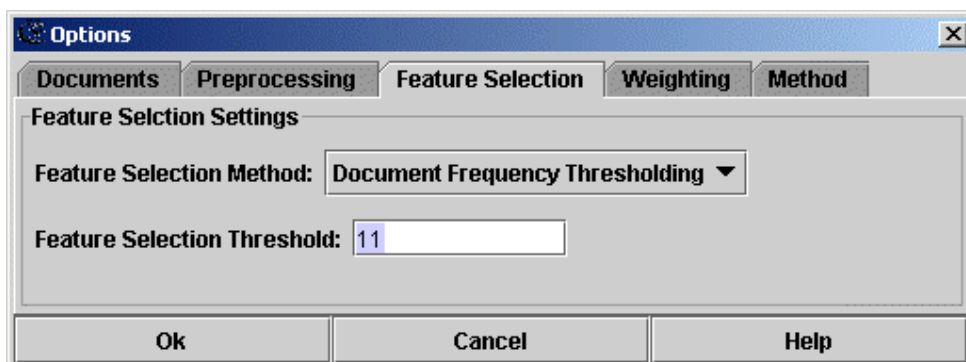 Options
Documents Preprocessing Feature Selection Weighting Method
Feature Selction Settings
Feature Selection Method: Document Frequency Thresholding
Feature Selection Threshold: 11
Ok Cancel Help